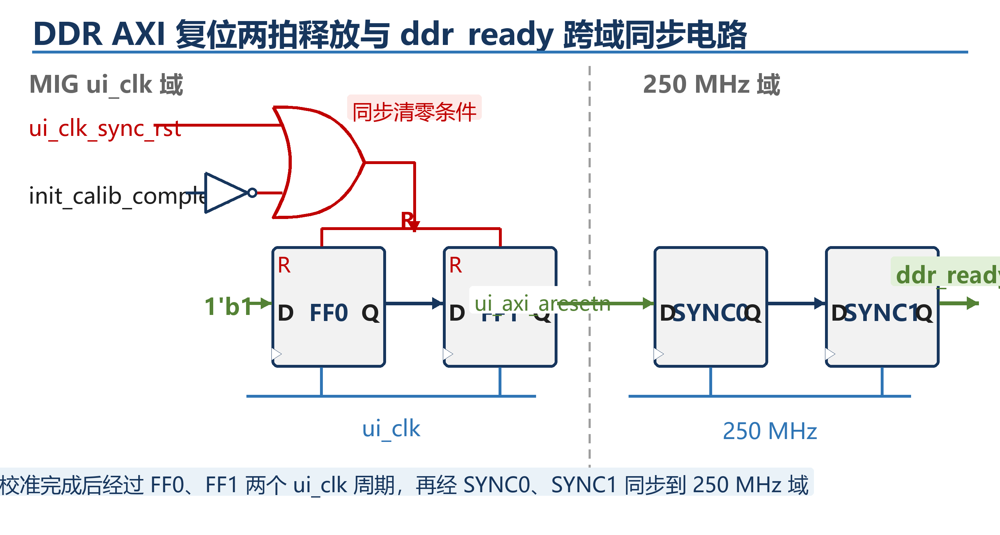 DDR AXI 复位两拍释放与 ddr ready 跨域同步电路
MIG ui_clk 域
250 MHz 域
同步清零条件
ui_clk_sync_rst
init_calib_comple
R
R
R
ddr_ready
1'b1
D FF0 Q
D FF1 Q
ui_axi_aresetn
D SYNC0 Q
D SYNC1 Q
ui_clk
250 MHz
校准完成后经过 FF0、FF1 两个 ui_clk 周期，再经 SYNC0、SYNC1 同步到 250 MHz 域